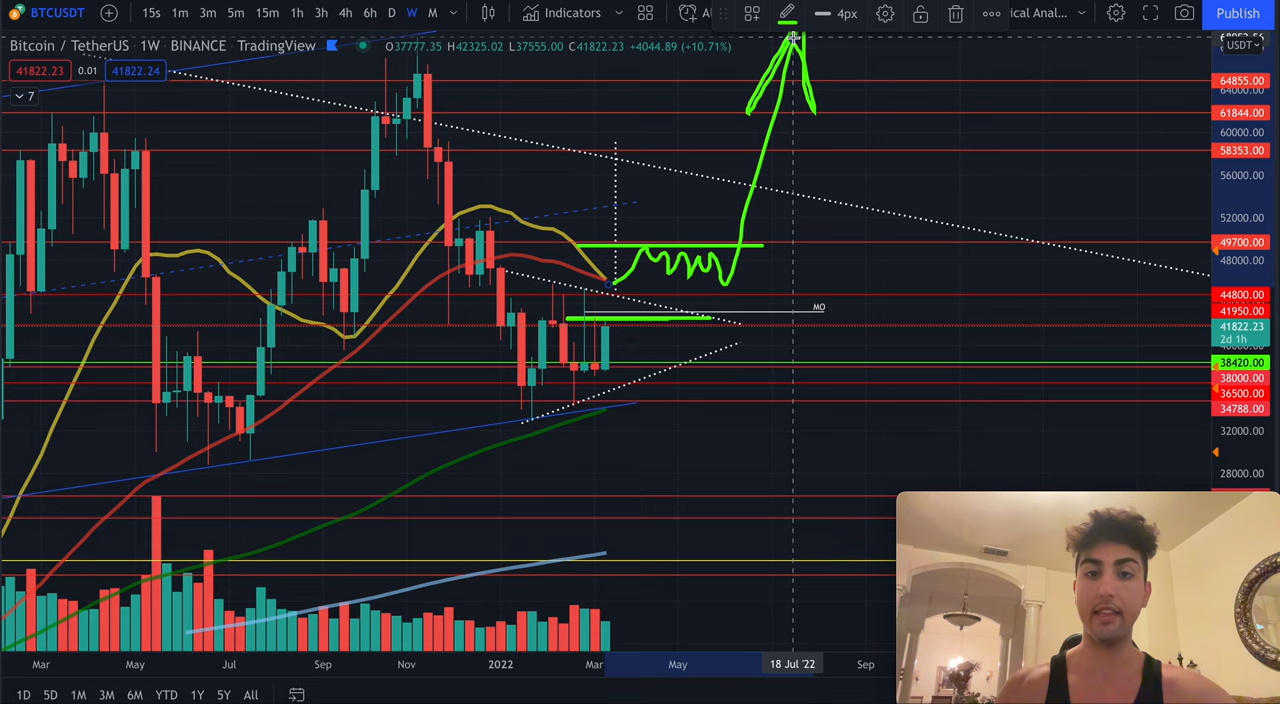 BTCUSDT 15s 1m 3m 5m 15m 1h 3h 4h 6h D W M Indicators Al 4px ical Anal... Publish
Bitcoin / TetherUS · 1W · BINANCE · TradingView O37777.35 H42325.02 L37555.00 C41822.23 +4044.89 (+10.71%)
USDT
41822.23 0.01 41822.24
7
64855.00
64000.00
61844.00
60000.00
58353.00
56000.00
52000.00
49700.00
48000.00
44800.00
MO
41950.00
41822.23
2d 1h
38420.00
38000.00
36500.00
34788.00
32000.00
28000.00
Mar May Jul Sep Nov 2022 Mar May 18 Jul '22 Sep
1D 5D 1M 3M 6M YTD 1Y 5Y All